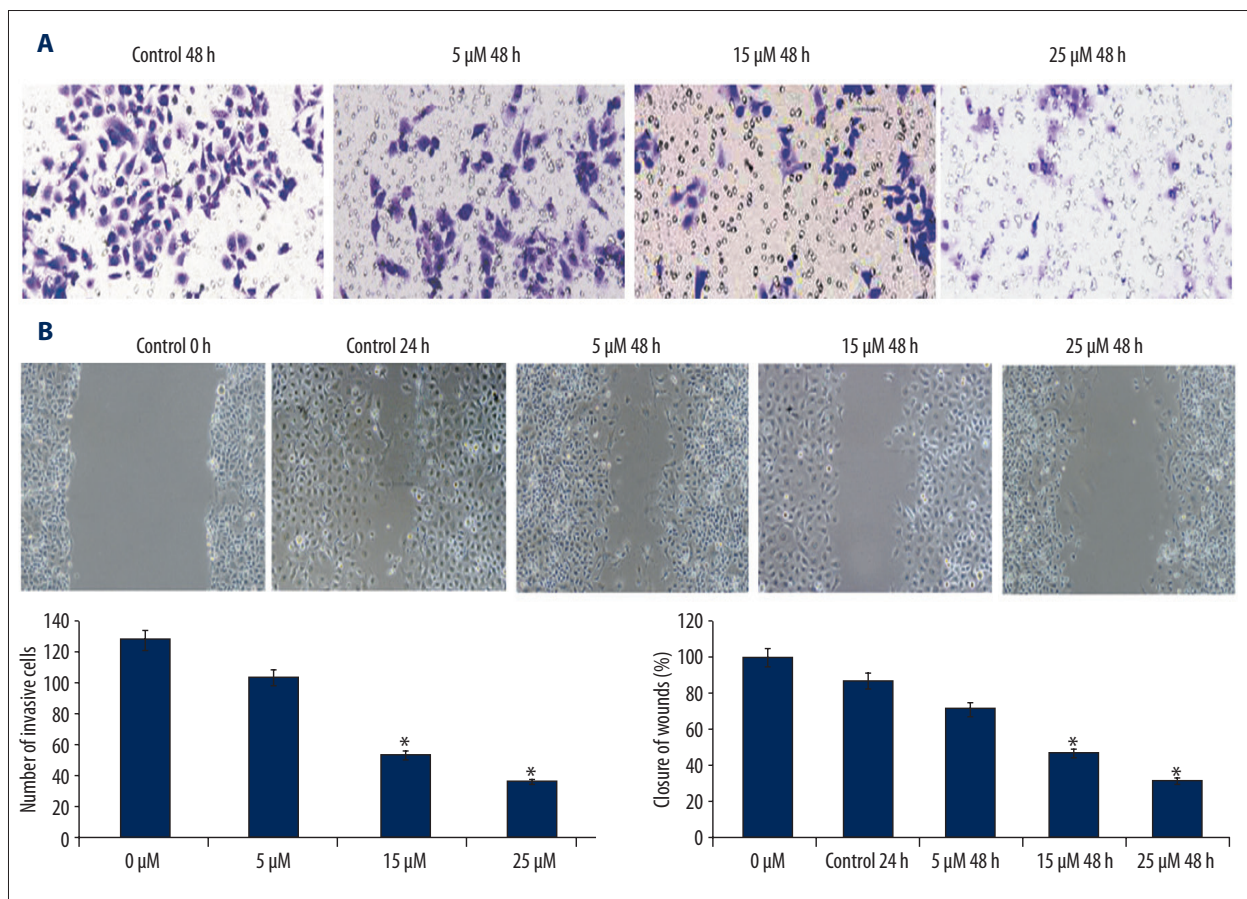 A
Control 48 h
5 µM 48 h
15 µM 48 h
25 µM 48 h
B
Control 0 h
Control 24 h
5 µM 48 h
15 µM 48 h
25 µM 48 h
Number of invasive cells
140
120
100
80
60
40
20
0
*
*
0 µM
5 µM
15 µM
25 µM
Closure of wounds (%)
120
100
80
60
40
20
0
*
*
0 µM
Control 24 h
5 µM 48 h
15 µM 48 h
25 µM 48 h